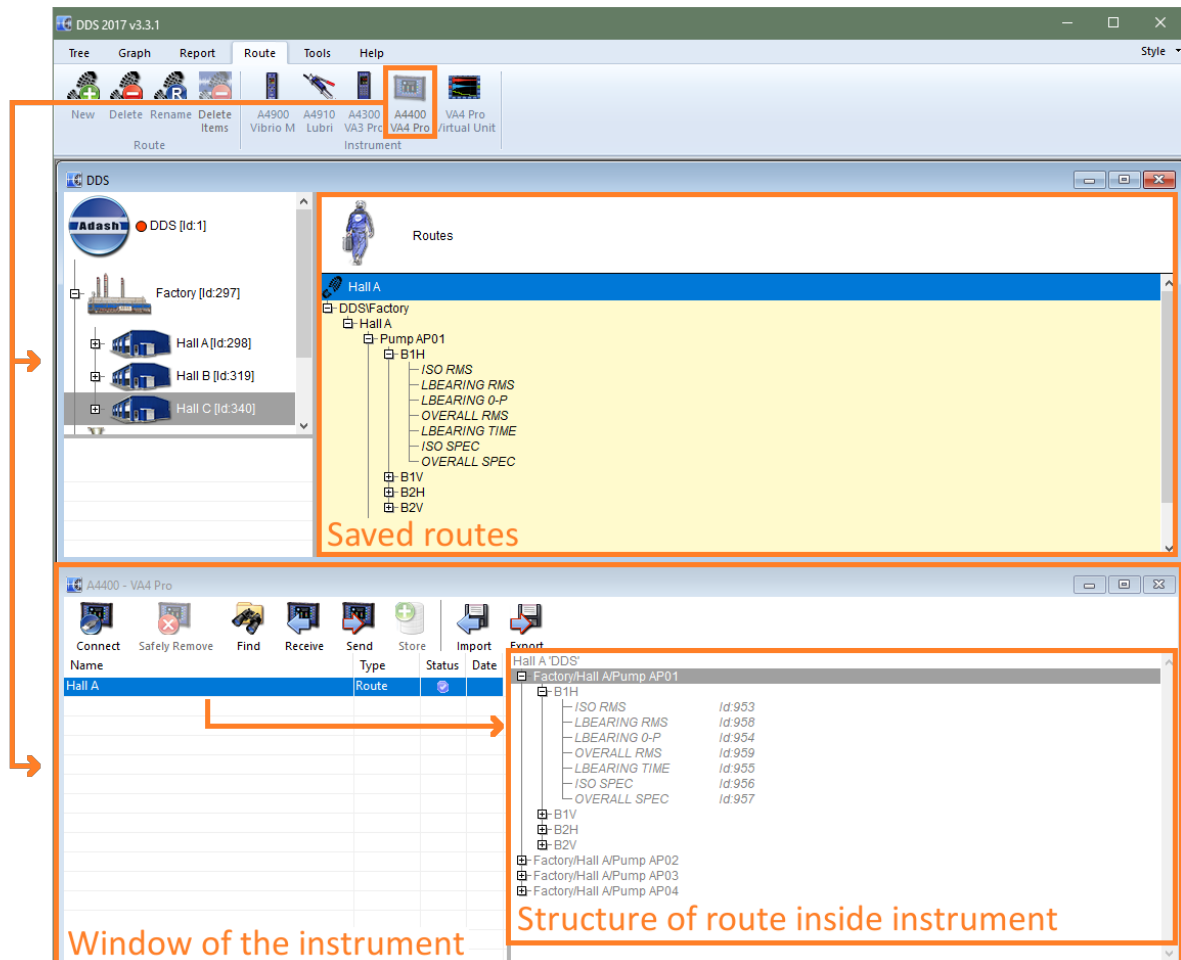 DDS 2017 v3.3.1
Tree Graph Report Route Tools Help Style
New Delete Rename Delete Items A4900 Vibrio M A4910 Lubri A4300 VA3 Pro A4400 VA4 Pro VA4 Pro Virtual Unit
Route Instrument
DDS
Adash DDS [Id:1]
Factory [Id:297]
Hall A [Id:298]
Hall B [Id:319]
Hall C [Id:340]
Routes
Hall A
DDS\Factory
Hall A
Pump AP01
B1H
ISO RMS
LBEARING RMS
LBEARING 0-P
OVERALL RMS
LBEARING TIME
ISO SPEC
OVERALL SPEC
B1V
B2H
B2V
Saved routes
A4400 - VA4 Pro
Connect Safely Remove Find Receive Send Store Import Export
Name Type Status Date
Hall A Route
Hall A 'DDS'
Factory/Hall A/Pump AP01
B1H
ISO RMS Id:953
LBEARING RMS Id:958
LBEARING 0-P Id:954
OVERALL RMS Id:959
LBEARING TIME Id:955
ISO SPEC Id:956
OVERALL SPEC Id:957
B1V
B2H
B2V
Factory/Hall A/Pump AP02
Factory/Hall A/Pump AP03
Factory/Hall A/Pump AP04
Structure of route inside instrument
Window of the instrument